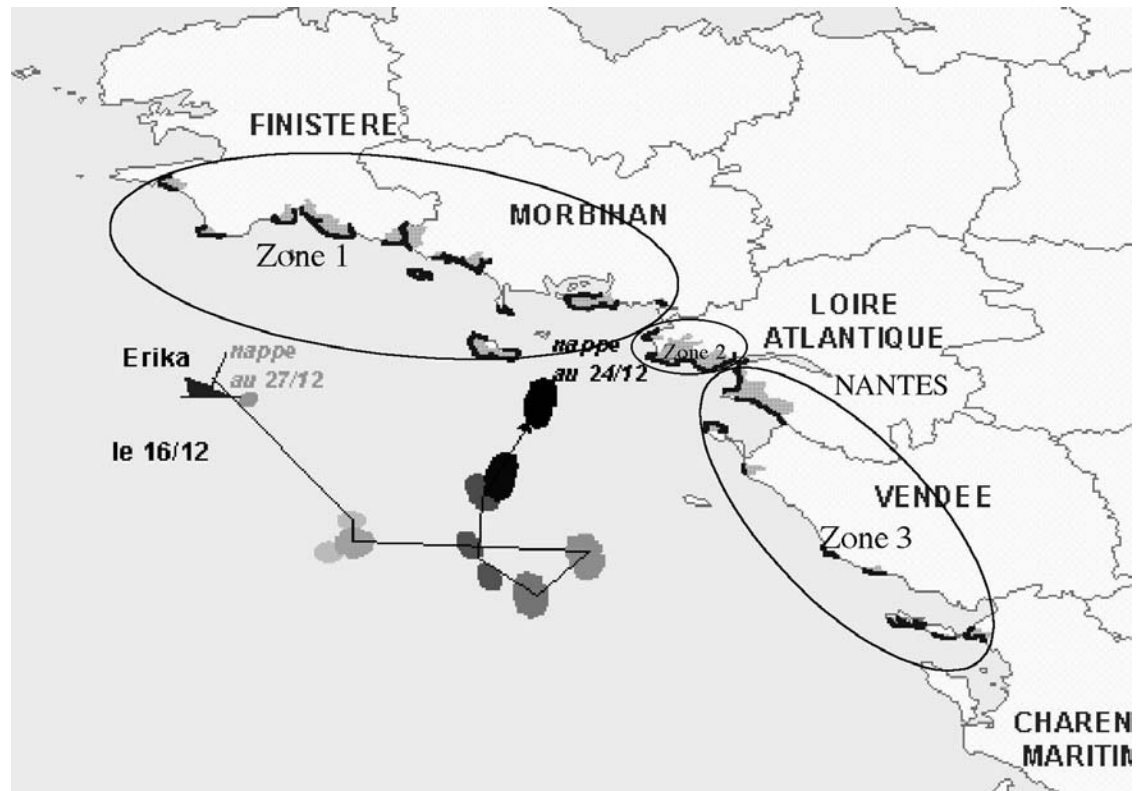 FINISTERE
MORBIHAN
Zone 1
LOIRE
ATLANTIQUE
Erika
nappe
au 27/12
nappe
au 24/12
Zone 2
NANTES
le 16/12
VENDEE
Zone 3
CHAREN
MARITIM